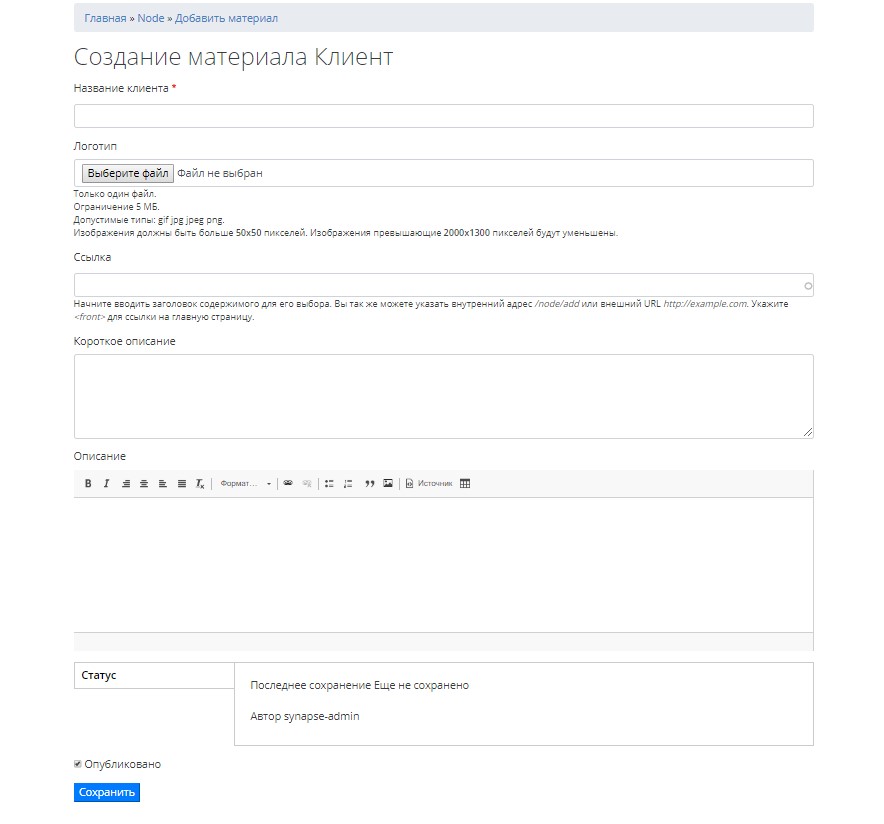 Главная » Node » Добавить материал
Создание материала Клиент
Название клиента *
Логотип
Выберите файл Файл не выбран
Только один файл.
Ограничение 5 МБ.
Допустимые типы: gif jpg jpeg png.
Изображения должны быть больше 50x50 пикселей. Изображения превышающие 2000x1300 пикселей будут уменьшены.
Ссылка
Начните вводить заголовок содержимого для его выбора. Вы так же можете указать внутренний адрес /node/add или внешний URL http://example.com. Укажите
<front> для ссылки на главную страницу.
Короткое описание
Описание
B I Tx Формат... Источник
Статус
Последнее сохранение Еще не сохранено
Автор synapse-admin
Опубликовано
Сохранить